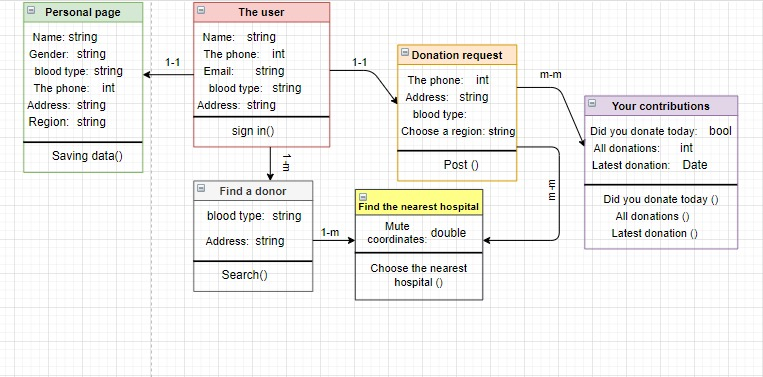 Personal page
Name: string
Gender: string
blood type: string
The phone: int
Address: string
Region: string
Saving data()
1-1
The user
Name: string
The phone: int
Email: string
blood type: string
Address: string
sign in()
1-1
Donation request
The phone: int
Address: string
blood type:
Choose a region: string
Post ()
m-m
Your contributions
Did you donate today: bool
All donations: int
Latest donation: Date
Did you donate today ()
All donations ()
Latest donation ()
1-m
Find a donor
blood type: string
Address: string
Search()
1-m
Find the nearest hospital
Mute
coordinates: double
Choose the nearest
hospital ()
m-m